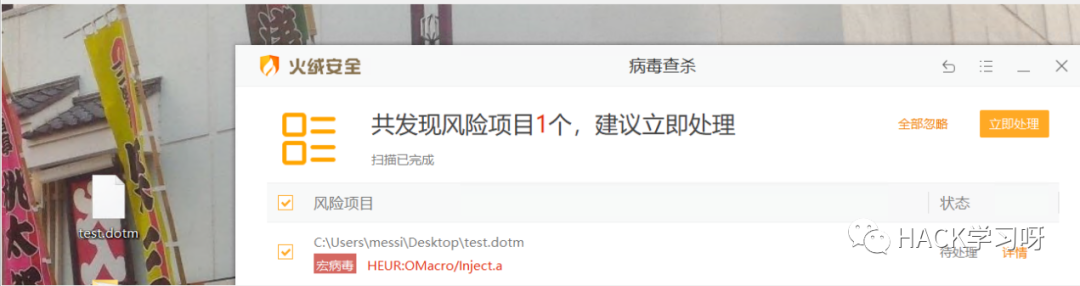 火绒安全
病毒查杀
共发现风险项目1个，建议立即处理
全部忽略
立即处理
扫描已完成
风险项目
状态
C:\Users\messi\Desktop\test.dotm
宏病毒 HEUR:OMacro/Inject.a
待处理
详情
HACK学习呀
test.dotm
桃太郎